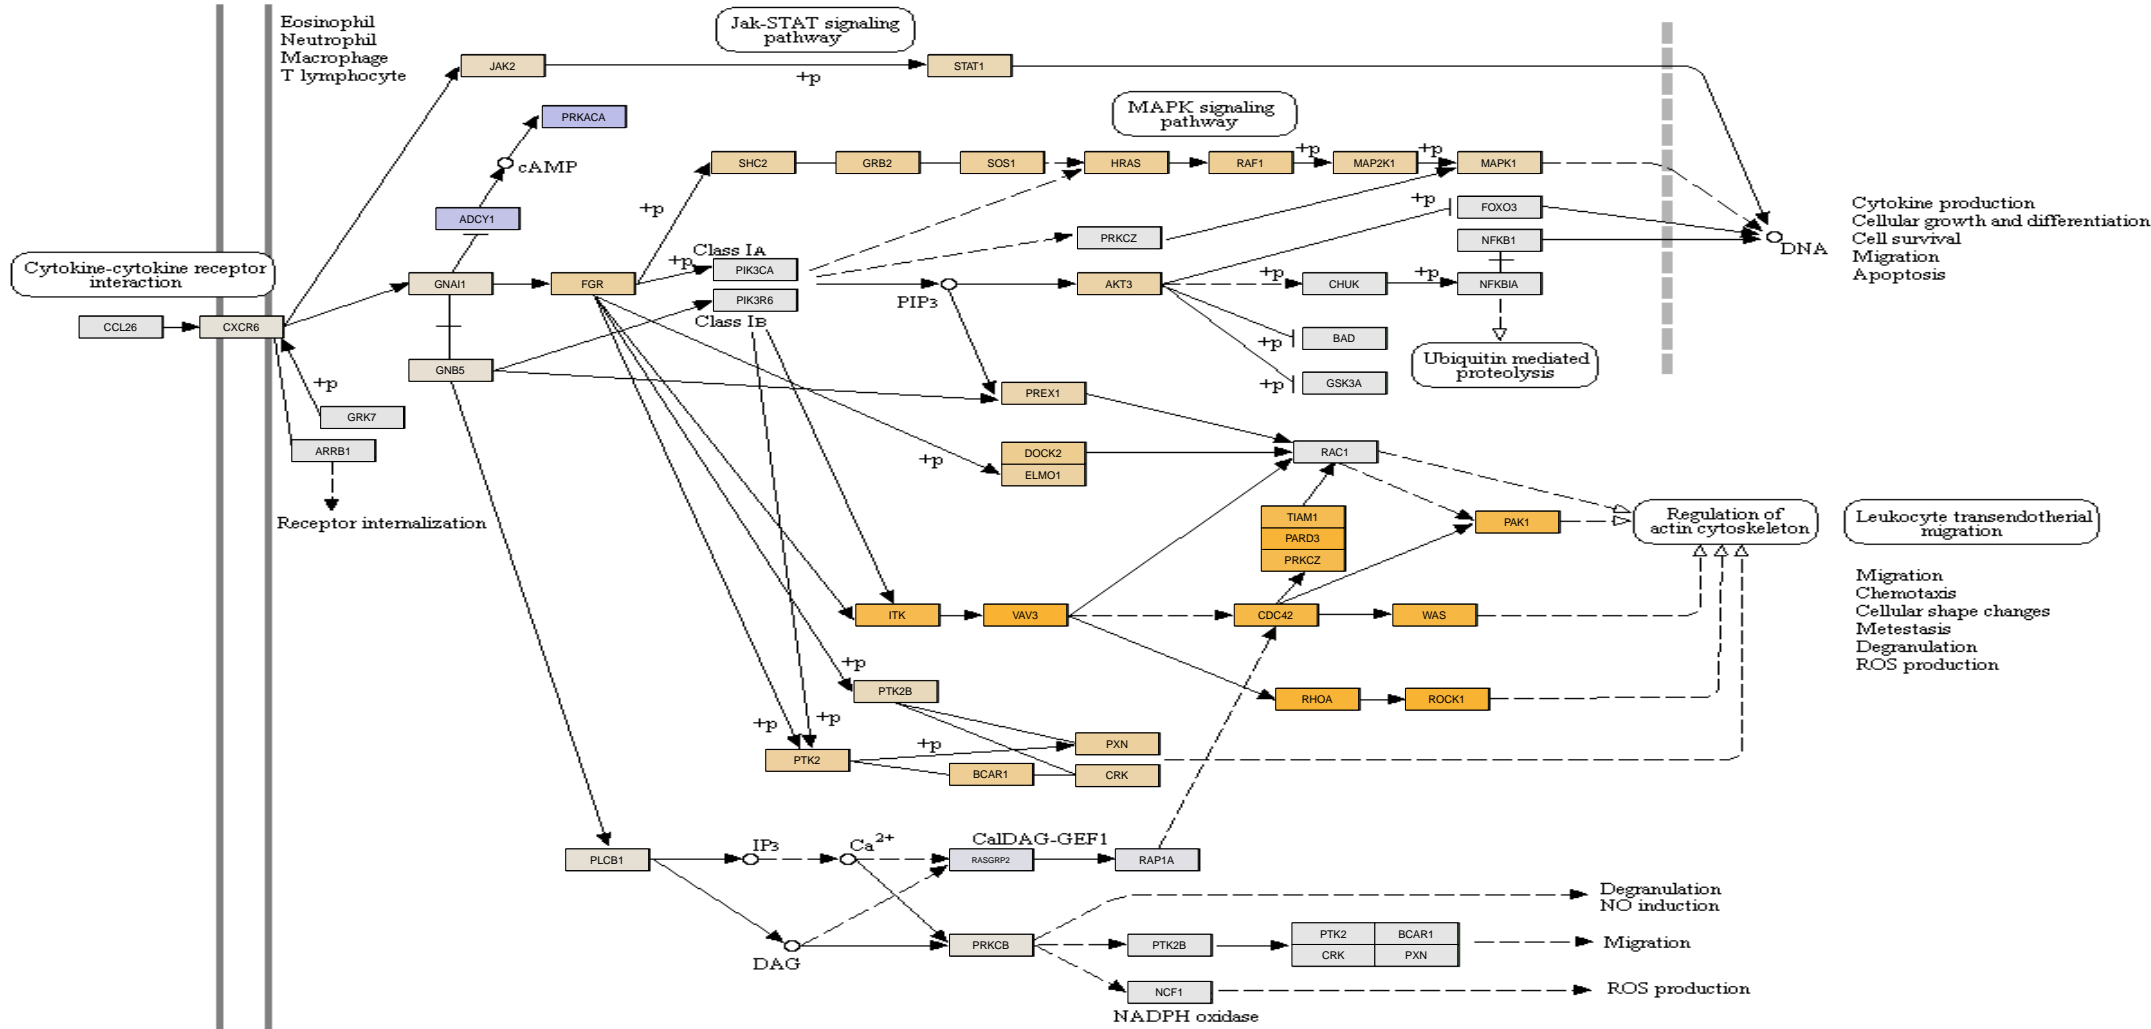 Eosinophil
Neutrophil
Macrophage
T lymphocyte
Jak-STAT signaling
pathway
JAK2
+p
STAT1
PRKACA
cAMP
ADCY1
MAPK signaling
pathway
SHC2
GRB2
SOS1
HRAS
RAF1
+p
MAP2K1
+p
MAPK1
+p
+p
FOXO3
PRKCZ
NFKB1
DNA
Cytokine production
Cellular growth and differentiation
Cell survival
Migration
Apoptosis
Cytokine-cytokine receptor
interaction
Class IA
+p
PIK3CA
GNAI1
FGR
PIK3R6
Class IB
PIP3
AKT3
+p
CHUK
+p
NFKBIA
CCL26
CXCR6
+p
BAD
Ubiquitin mediated
proteolysis
GNB5
+p
GSK3A
+p
GRK7
PREX1
ARRB1
Receptor internalization
+p
DOCK2
ELMO1
RAC1
TIAM1
PARD3
PRKCZ
PAK1
Regulation of
actin cytoskeleton
Leukocyte transendotherial
migration
Migration
Chemotaxis
Cellular shape changes
Metestasis
Degranulation
ROS production
ITK
VAV3
CDC42
WAS
+p
PTK2B
RHOA
ROCK1
+p
+p
+p
PTK2
PXN
BCAR1
CRK
PLCB1
IP3
Ca2+
CalDAG-GEF1
RASGRP2
RAP1A
DAG
PRKCB
Degranulation
NO induction
PTK2B
PTK2
BCAR1
CRK
PXN
Migration
NCF1
NADPH oxidase
ROS production